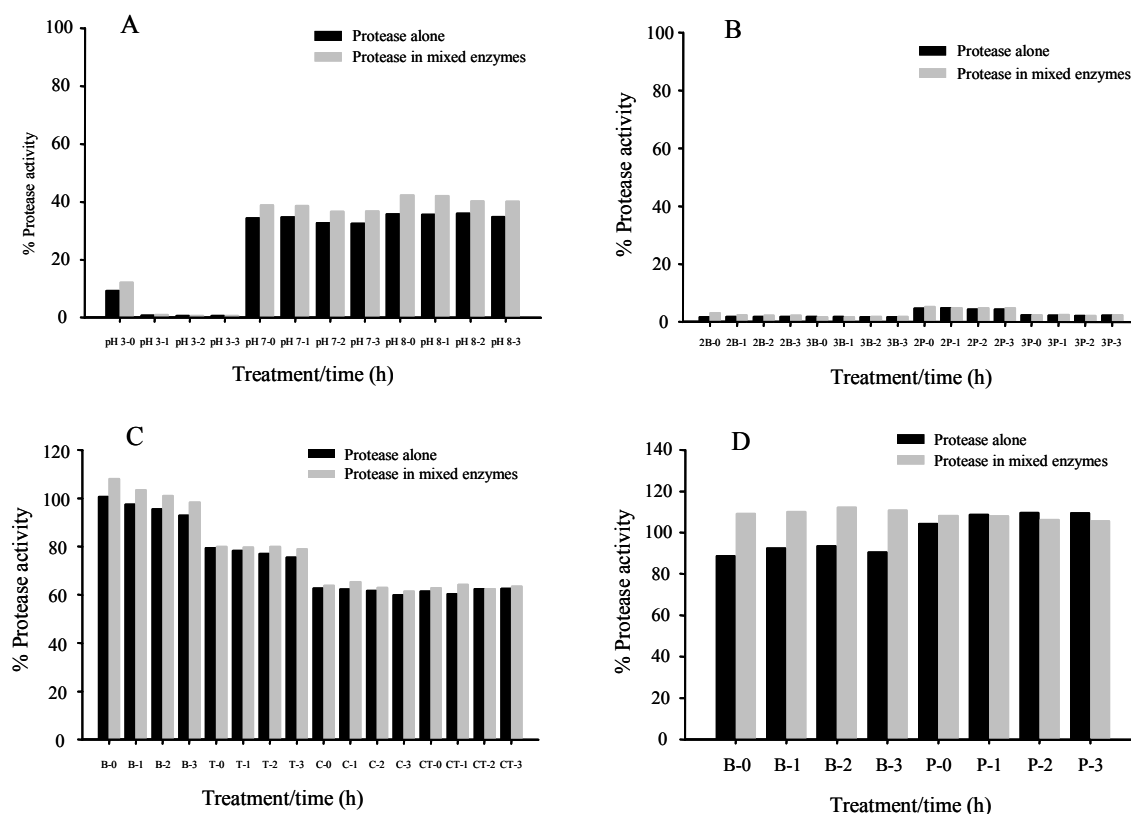 A
Protease alone
Protease in mixed enzymes
% Protease activity
100
80
60
40
20
0
pH 3-0 pH 3-1 pH 3-2 pH 3-3 pH 7-0 pH 7-1 pH 7-2 pH 7-3 pH 8-0 pH 8-1 pH 8-2 pH 8-3
Treatment/time (h)
B
Protease alone
Protease in mixed enzymes
% Protease activity
100
80
60
40
20
0
2B-0 2B-1 2B-2 2B-3 3B-0 3B-1 3B-2 3B-3 2P-0 2P-1 2P-2 2P-3 3P-0 3P-1 3P-2 3P-3
Treatment/time (h)
C
Protease alone
Protease in mixed enzymes
% Protease activity
120
100
80
60
40
20
0
B-0 B-1 B-2 B-3 T-0 T-1 T-2 T-3 C-0 C-1 C-2 C-3 CT-0 CT-1 CT-2 CT-3
Treatment/time (h)
D
Protease alone
Protease in mixed enzymes
% Protease activity
140
120
100
80
60
40
20
0
B-0 B-1 B-2 B-3 P-0 P-1 P-2 P-3
Treatment/time (h)